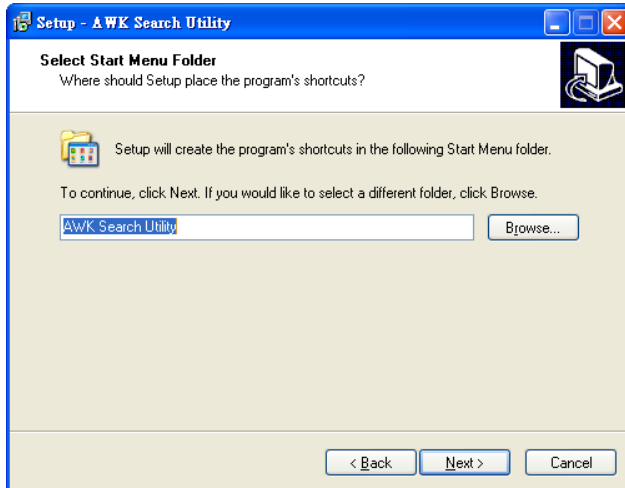 Setup - AWK Search Utility
Select Start Menu Folder
Where should Setup place the program's shortcuts?
Setup will create the program's shortcuts in the following Start Menu folder.
To continue, click Next. If you would like to select a different folder, click Browse.
AWK Search Utility
Browse...
< Back
Next >
Cancel